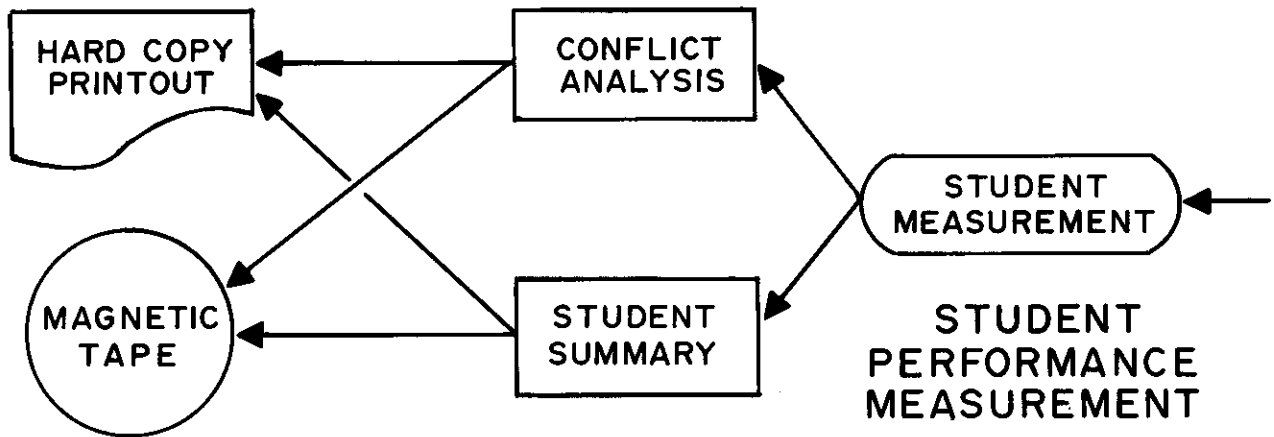 HARD COPY
PRINTOUT
CONFLICT
ANALYSIS
STUDENT
MEASUREMENT
MAGNETIC
TAPE
STUDENT
SUMMARY
STUDENT
PERFORMANCE
MEASUREMENT